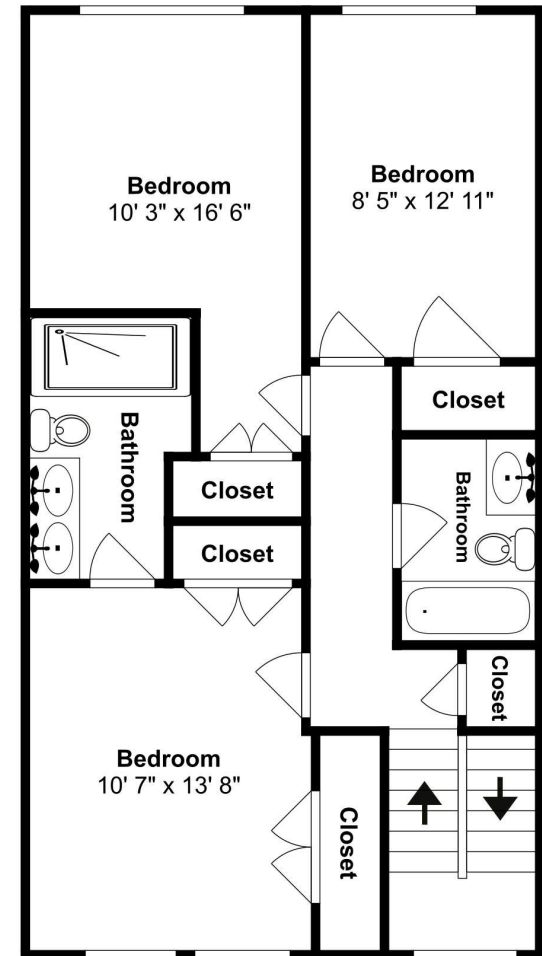 Bedroom
10' 3" x 16' 6"
Bedroom
8' 5" x 12' 11"
Closet
Bathroom
Bathroom
Closet
Closet
Closet
Bedroom
10' 7" x 13' 8"
Closet